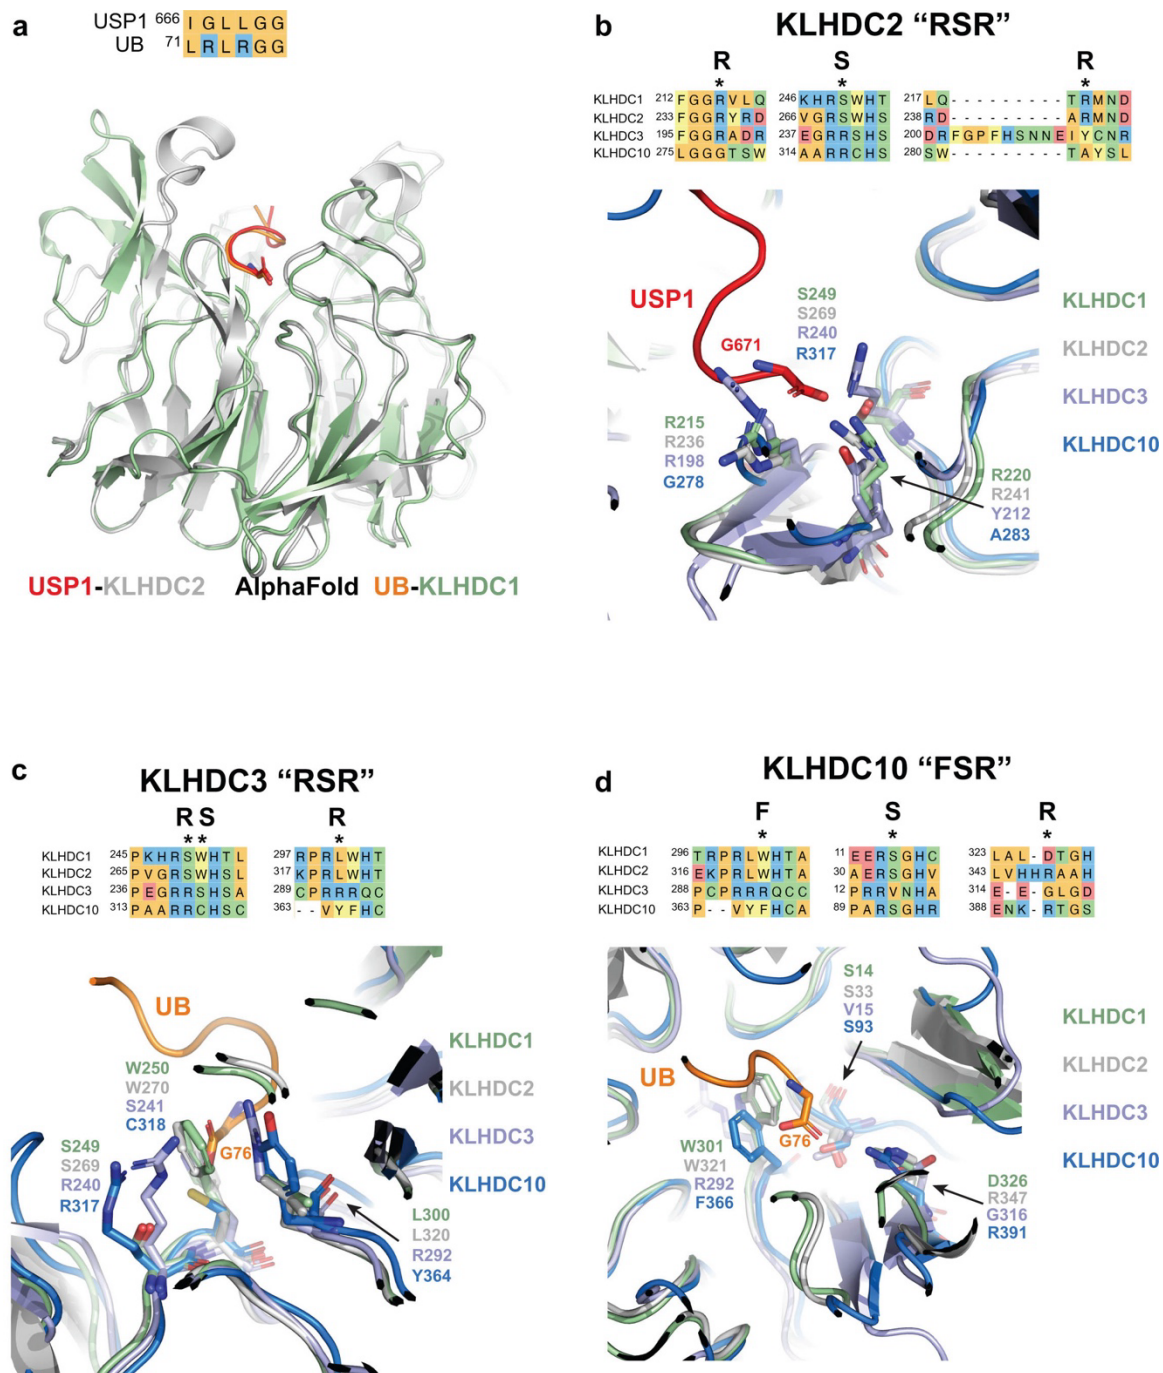 a
USP1 666 I G L L G G
UB 71 L R L R G G
USP1-KLHDC2 AlphaFold UB-KLHDC1
b
KLHDC2 “RSR”
R S R
* * *
KLHDC1 212 F G G R V L Q 246 K H R S W H T 217 L Q - - - - - - - - - - T R M N D
KLHDC2 233 F G G R Y R D 266 V G R S W H S 238 R D - - - - - - - - - - A R M N D
KLHDC3 195 F G G R A D R 237 E G R R S H S 200 D R F G P F H S N N E I Y C N R
KLHDC10 275 L G G G T S W 314 A A R R C H S 280 S W - - - - - - - - - - T A Y S L
USP1
G671
S249
S269
R240
R317
R215
R236
R198
G278
R220
R241
Y212
A283
KLHDC1
KLHDC2
KLHDC3
KLHDC10
c
KLHDC3 “RSR”
R S R
* * *
KLHDC1 245 P K H R S W H T L 297 R P R L W H T
KLHDC2 265 P V G R S W H S L 317 K P R L W H T
KLHDC3 236 P E G R R S H S A 289 C P R R R Q C
KLHDC10 313 P A A R R C H S C 363 - - V Y F H C
UB
W250
W270
S241
C318
S249
S269
R240
R317
G76
L300
L320
R292
Y364
KLHDC1
KLHDC2
KLHDC3
KLHDC10
d
KLHDC10 “FSR”
F S R
* * *
KLHDC1 296 T R P R L W H T A 11 E E R S G H C 323 L A L - D T G H
KLHDC2 316 E K P R L W H T A 30 A E R S G H V 343 L V H H R A A H
KLHDC3 288 C P R R R Q C C 12 P R R V N H A 314 E - E - G L G D
KLHDC10 363 P - - V Y F H C A 89 P A R S G H R 388 E N K - R T G S
S14
S33
V15
S93
UB
G76
W301
W321
R292
F366
D326
R347
G316
R391
KLHDC1
KLHDC2
KLHDC3
KLHDC10